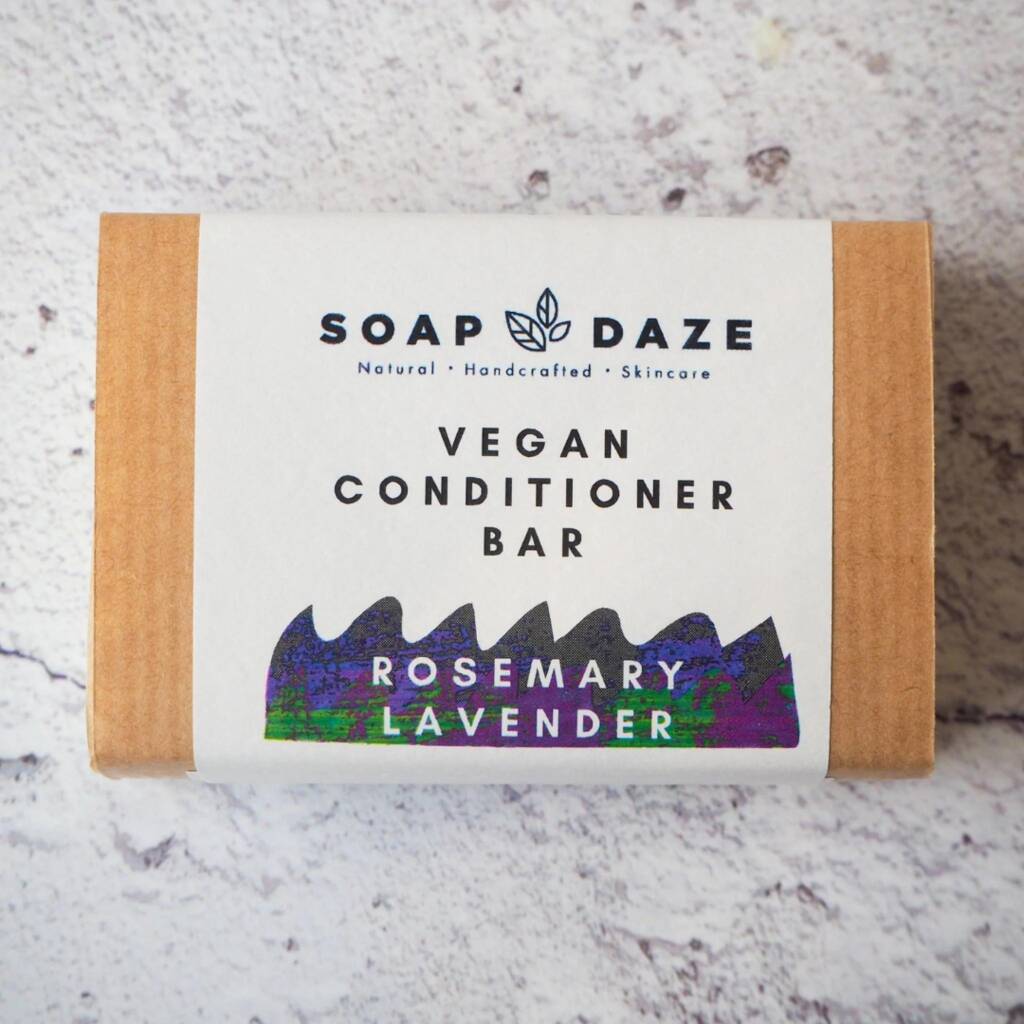 SOAP DAZE
Natural · Handcrafted · Skincare
VEGAN
CONDITIONER
BAR
ROSEMARY
LAVENDER